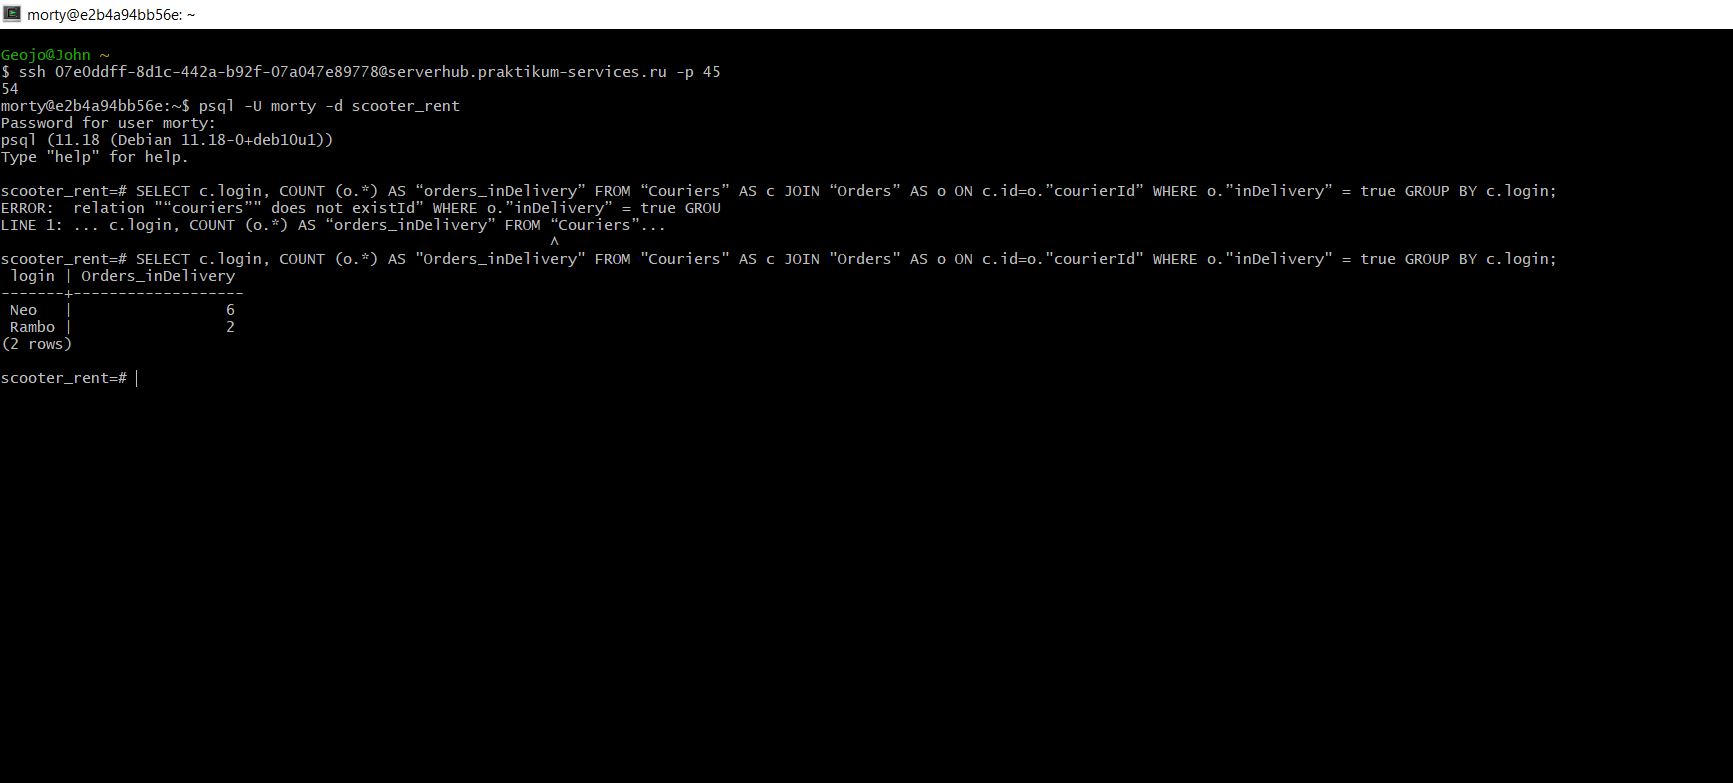 morty@e2b4a94bb56e: ~
Geojo@John ~
$ ssh 07e0ddff-8d1c-442a-b92f-07a047e89778@serverhub.praktikum-services.ru -p 45
54
morty@e2b4a94bb56e:~$ psql -U morty -d scooter_rent
Password for user morty:
psql (11.18 (Debian 11.18-0+deb10u1))
Type "help" for help.
scooter_rent=# SELECT c.login, COUNT (o.*) AS “orders_inDelivery” FROM “Couriers” AS c JOIN “Orders” AS o ON c.id=o.”courierId” WHERE o.”inDelivery” = true GROUP BY c.login;
ERROR:  relation "“couriers”" does not existId” WHERE o.”inDelivery” = true GROU
LINE 1: ... c.login, COUNT (o.*) AS “orders_inDelivery” FROM “Couriers”...
^
scooter_rent=# SELECT c.login, COUNT (o.*) AS "Orders_inDelivery" FROM "Couriers" AS c JOIN "Orders" AS o ON c.id=o."courierId" WHERE o."inDelivery" = true GROUP BY c.login;
login | Orders_inDelivery
-------+-------------------
Neo   |                 6
Rambo |                 2
(2 rows)
scooter_rent=#